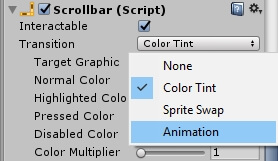 Scrollbar (Script)
Interactable
Transition Color Tint
Target Graphic
None
Normal Color
Color Tint
Highlighted Color
Sprite Swap
Pressed Color
Disabled Color
Animation
Color Multiplier 1